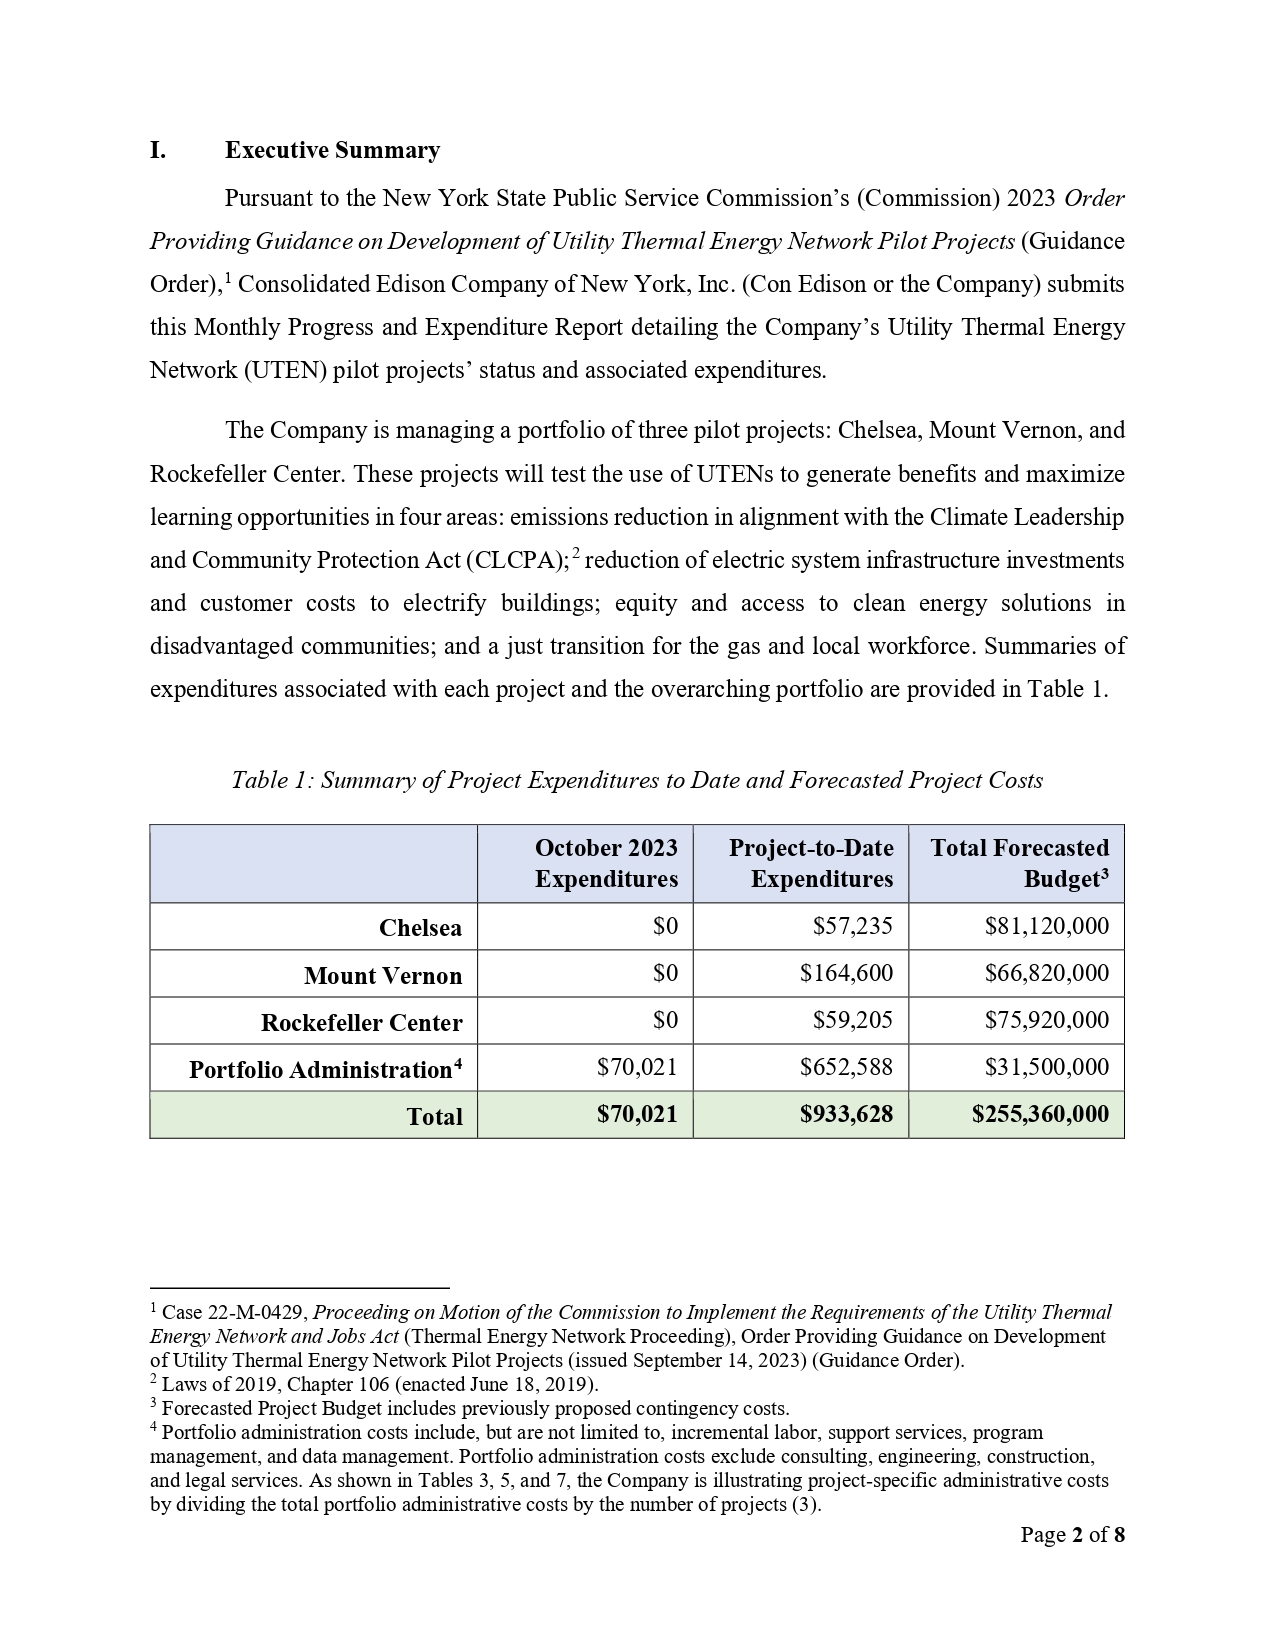 I. Executive Summary
Pursuant to the New York State Public Service Commission’s (Commission) 2023 Order
Providing Guidance on Development of Utility Thermal Energy Network Pilot Projects (Guidance
Order),1 Consolidated Edison Company of New York, Inc. (Con Edison or the Company) submits
this Monthly Progress and Expenditure Report detailing the Company’s Utility Thermal Energy
Network (UTEN) pilot projects’ status and associated expenditures.
The Company is managing a portfolio of three pilot projects: Chelsea, Mount Vernon, and
Rockefeller Center. These projects will test the use of UTENs to generate benefits and maximize
learning opportunities in four areas: emissions reduction in alignment with the Climate Leadership
and Community Protection Act (CLCPA);2 reduction of electric system infrastructure investments
and customer costs to electrify buildings; equity and access to clean energy solutions in
disadvantaged communities; and a just transition for the gas and local workforce. Summaries of
expenditures associated with each project and the overarching portfolio are provided in Table 1.
Table 1: Summary of Project Expenditures to Date and Forecasted Project Costs
October 2023 Project-to-Date Total Forecasted
Expenditures Expenditures Budget3
Chelsea $0 $57,235 $81,120,000
Mount Vernon $0 $164,600 $66,820,000
Rockefeller Center $0 $59,205 $75,920,000
Portfolio Administration4 $70,021 $652,588 $31,500,000
Total $70,021 $933,628 $255,360,000
1 Case 22-M-0429, Proceeding on Motion of the Commission to Implement the Requirements of the Utility Thermal
Energy Network and Jobs Act (Thermal Energy Network Proceeding), Order Providing Guidance on Development
of Utility Thermal Energy Network Pilot Projects (issued September 14, 2023) (Guidance Order).
2 Laws of 2019, Chapter 106 (enacted June 18, 2019).
3 Forecasted Project Budget includes previously proposed contingency costs.
4 Portfolio administration costs include, but are not limited to, incremental labor, support services, program
management, and data management. Portfolio administration costs exclude consulting, engineering, construction,
and legal services. As shown in Tables 3, 5, and 7, the Company is illustrating project-specific administrative costs
by dividing the total portfolio administrative costs by the number of projects (3).
Page 2 of 8